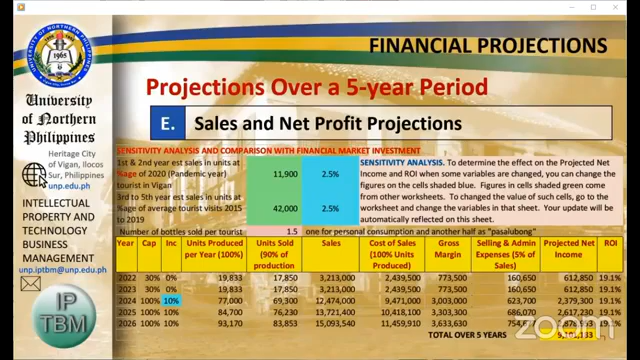 FINANCIAL PROJECTIONS
UNIVERSITY OF NORTHERN PHILIPPINES
1965
University
of Northern
Philippines
Heritage City
of Vigan, Ilocos
Sur, Philippines
unp.edu.ph
INTELLECTUAL
PROPERTY AND
TECHNOLOGY
BUSINESS
MANAGEMENT
unp.iptbm@unp.edu.ph
IP
TBM
Projections Over a 5-year Period
E. Sales and Net Profit Projections
SENSITIVITY ANALYSIS AND COMPARISON WITH FINANCIAL MARKET INVESTMENT
1st & 2nd year est sales in units at
%age of 2020 (Pandemic year) 11,900 2.5%
tourist in Vigan
3rd to 5th year est sales in units at
%age of average tourist visits 2015 42,000 2.5%
to 2019
SENSITIVITY ANALYSIS. To determine the effect on the Projected Net
Income and ROI when some variables are changed, you can change the
figures on the cells shaded blue. Figures in cells shaded green come
from other worksheets. To changed the value of such cells, go to the
worksheet and change the variables in that sheet. Your update will be
automatically reflected on this sheet.
Number of bottles sold per tourist 1.5 one for personal consumption and another half as "pasalubong"
Year Cap Inc Units Produced per Year (100%) Units Sold (90% of production Sales Cost of Sales (100% Units Produced) Gross Margin Selling & Admin Expenses (5% of Sales) Projected Net Income ROI
2022 30% 0% 19,833 17,850 3,213,000 2,439,500 773,500 160,650 612,850 19.1%
2023 30% 0% 19,833 17,850 3,213,000 2,439,500 773,500 160,650 612,850 19.1%
2024 100% 10% 77,000 69,300 12,474,000 9,471,000 3,003,000 623,700 2,379,300 19.1%
2025 100% 10% 84,700 76,230 13,721,400 10,418,100 3,303,300 686,070 2,617,230 19.1%
2026 100% 10% 93,170 83,853 15,093,540 11,459,910 3,633,630 19.1%
TOTAL OVER 5 YEARS
zoom